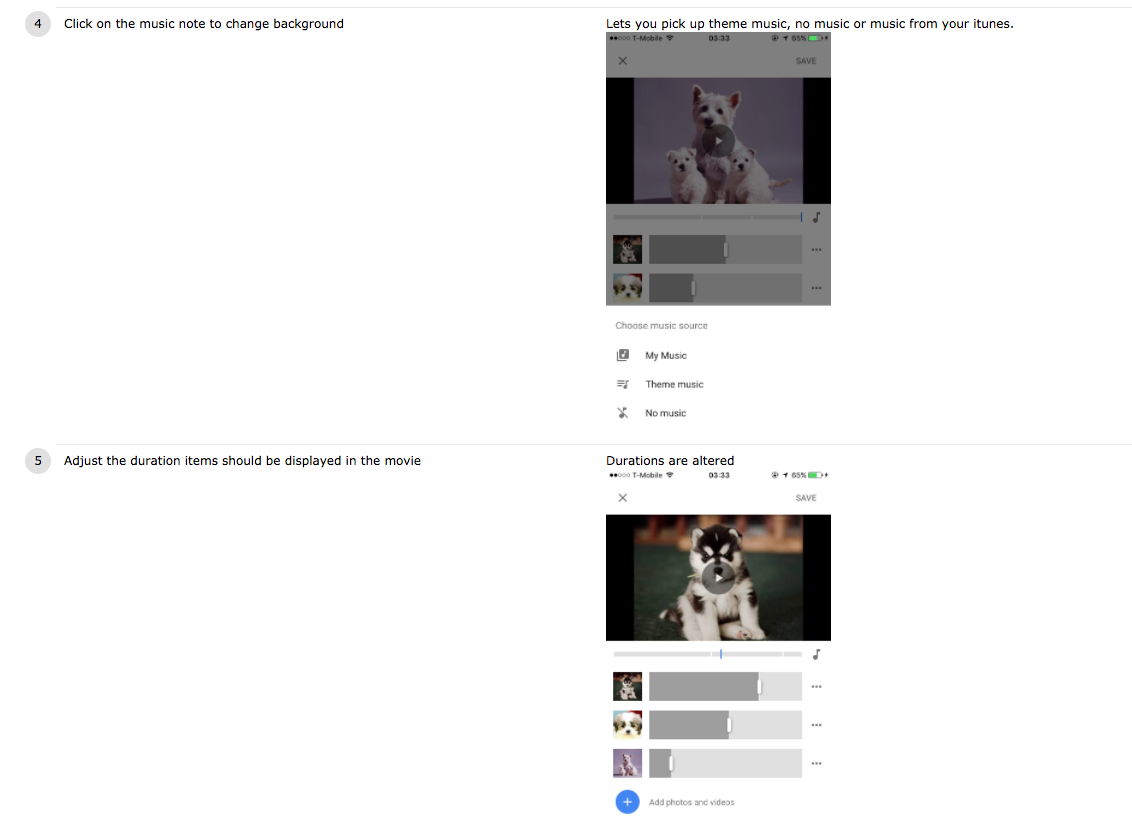 4
Click on the music note to change background
Lets you pick up theme music, no music or music from your itunes.
T-Mobile 03:33 65%
SAVE
Choose music source
My Music
Theme music
No music
5
Adjust the duration items should be displayed in the movie
Durations are altered
T-Mobile 03:33 65%
SAVE
Add photos and videos